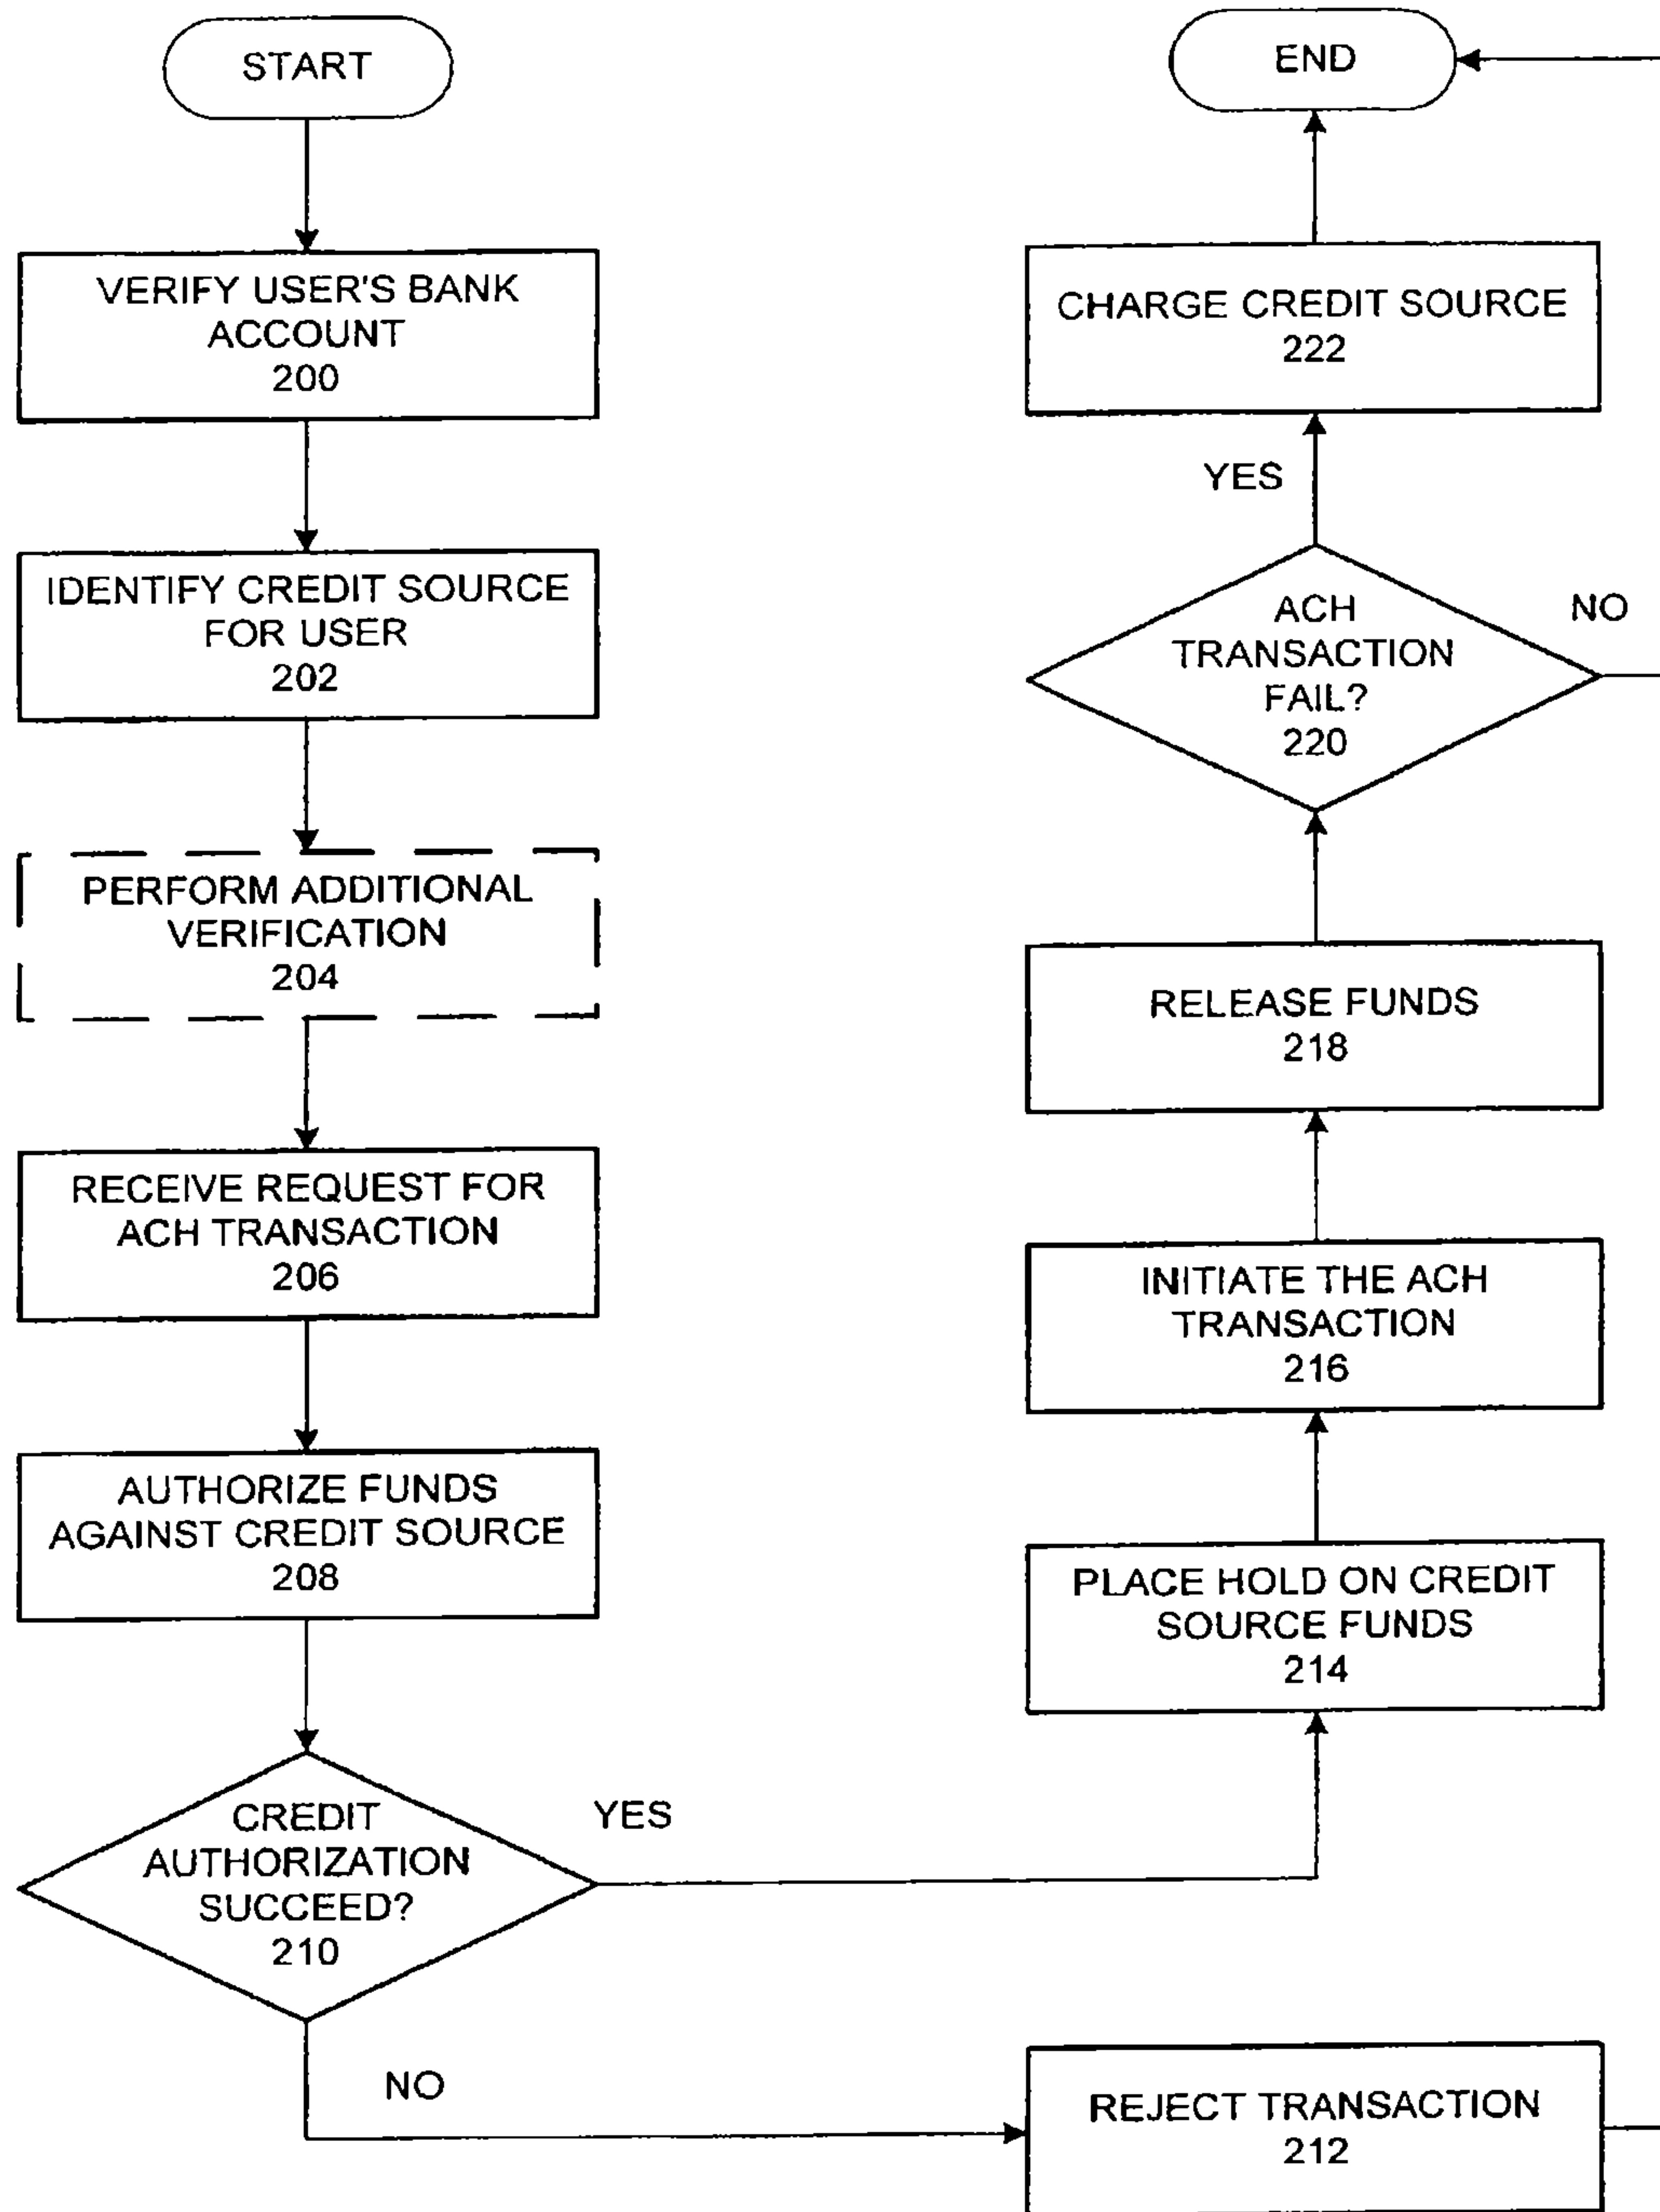 START
VERIFY USER'S BANK
ACCOUNT
200
IDENTIFY CREDIT SOURCE
FOR USER
202
PERFORM ADDITIONAL
VERIFICATION
204
RECEIVE REQUEST FOR
ACH TRANSACTION
206
AUTHORIZE FUNDS
AGAINST CREDIT SOURCE
208
CREDIT
AUTHORIZATION
SUCCEED?
210
YES
NO
END
CHARGE CREDIT SOURCE
222
YES
ACH
TRANSACTION
FAIL?
220
NO
RELEASE FUNDS
218
INITIATE THE ACH
TRANSACTION
216
PLACE HOLD ON CREDIT
SOURCE FUNDS
214
REJECT TRANSACTION
212